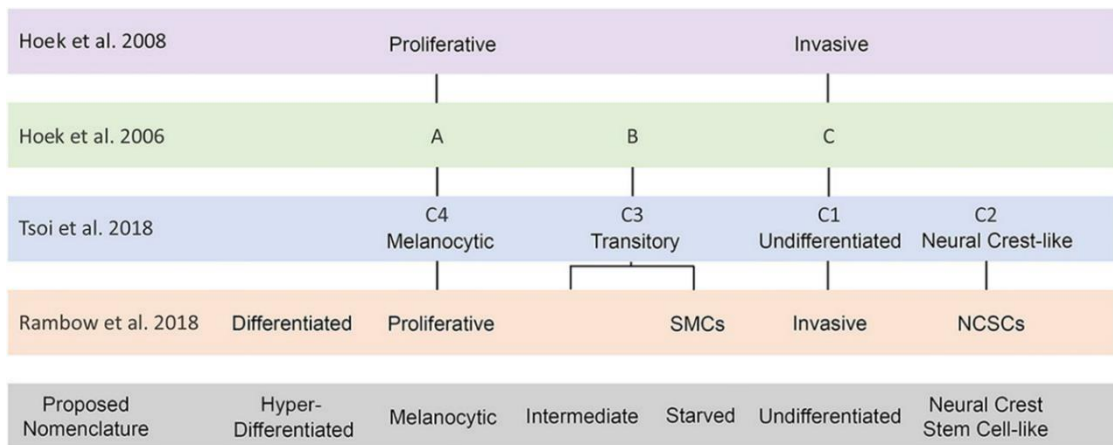 Hoek et al. 2008 Proliferative Invasive
Hoek et al. 2006 A B C
C4 C3 C1 C2
Tsoi et al. 2018 Melanocytic Transitory Undifferentiated Neural Crest-like
Rambow et al. 2018 Differentiated Proliferative SMCs Invasive NCSCs
Proposed Nomenclature Hyper-Differentiated Melanocytic Intermediate Starved Undifferentiated Neural Crest Stem Cell-like